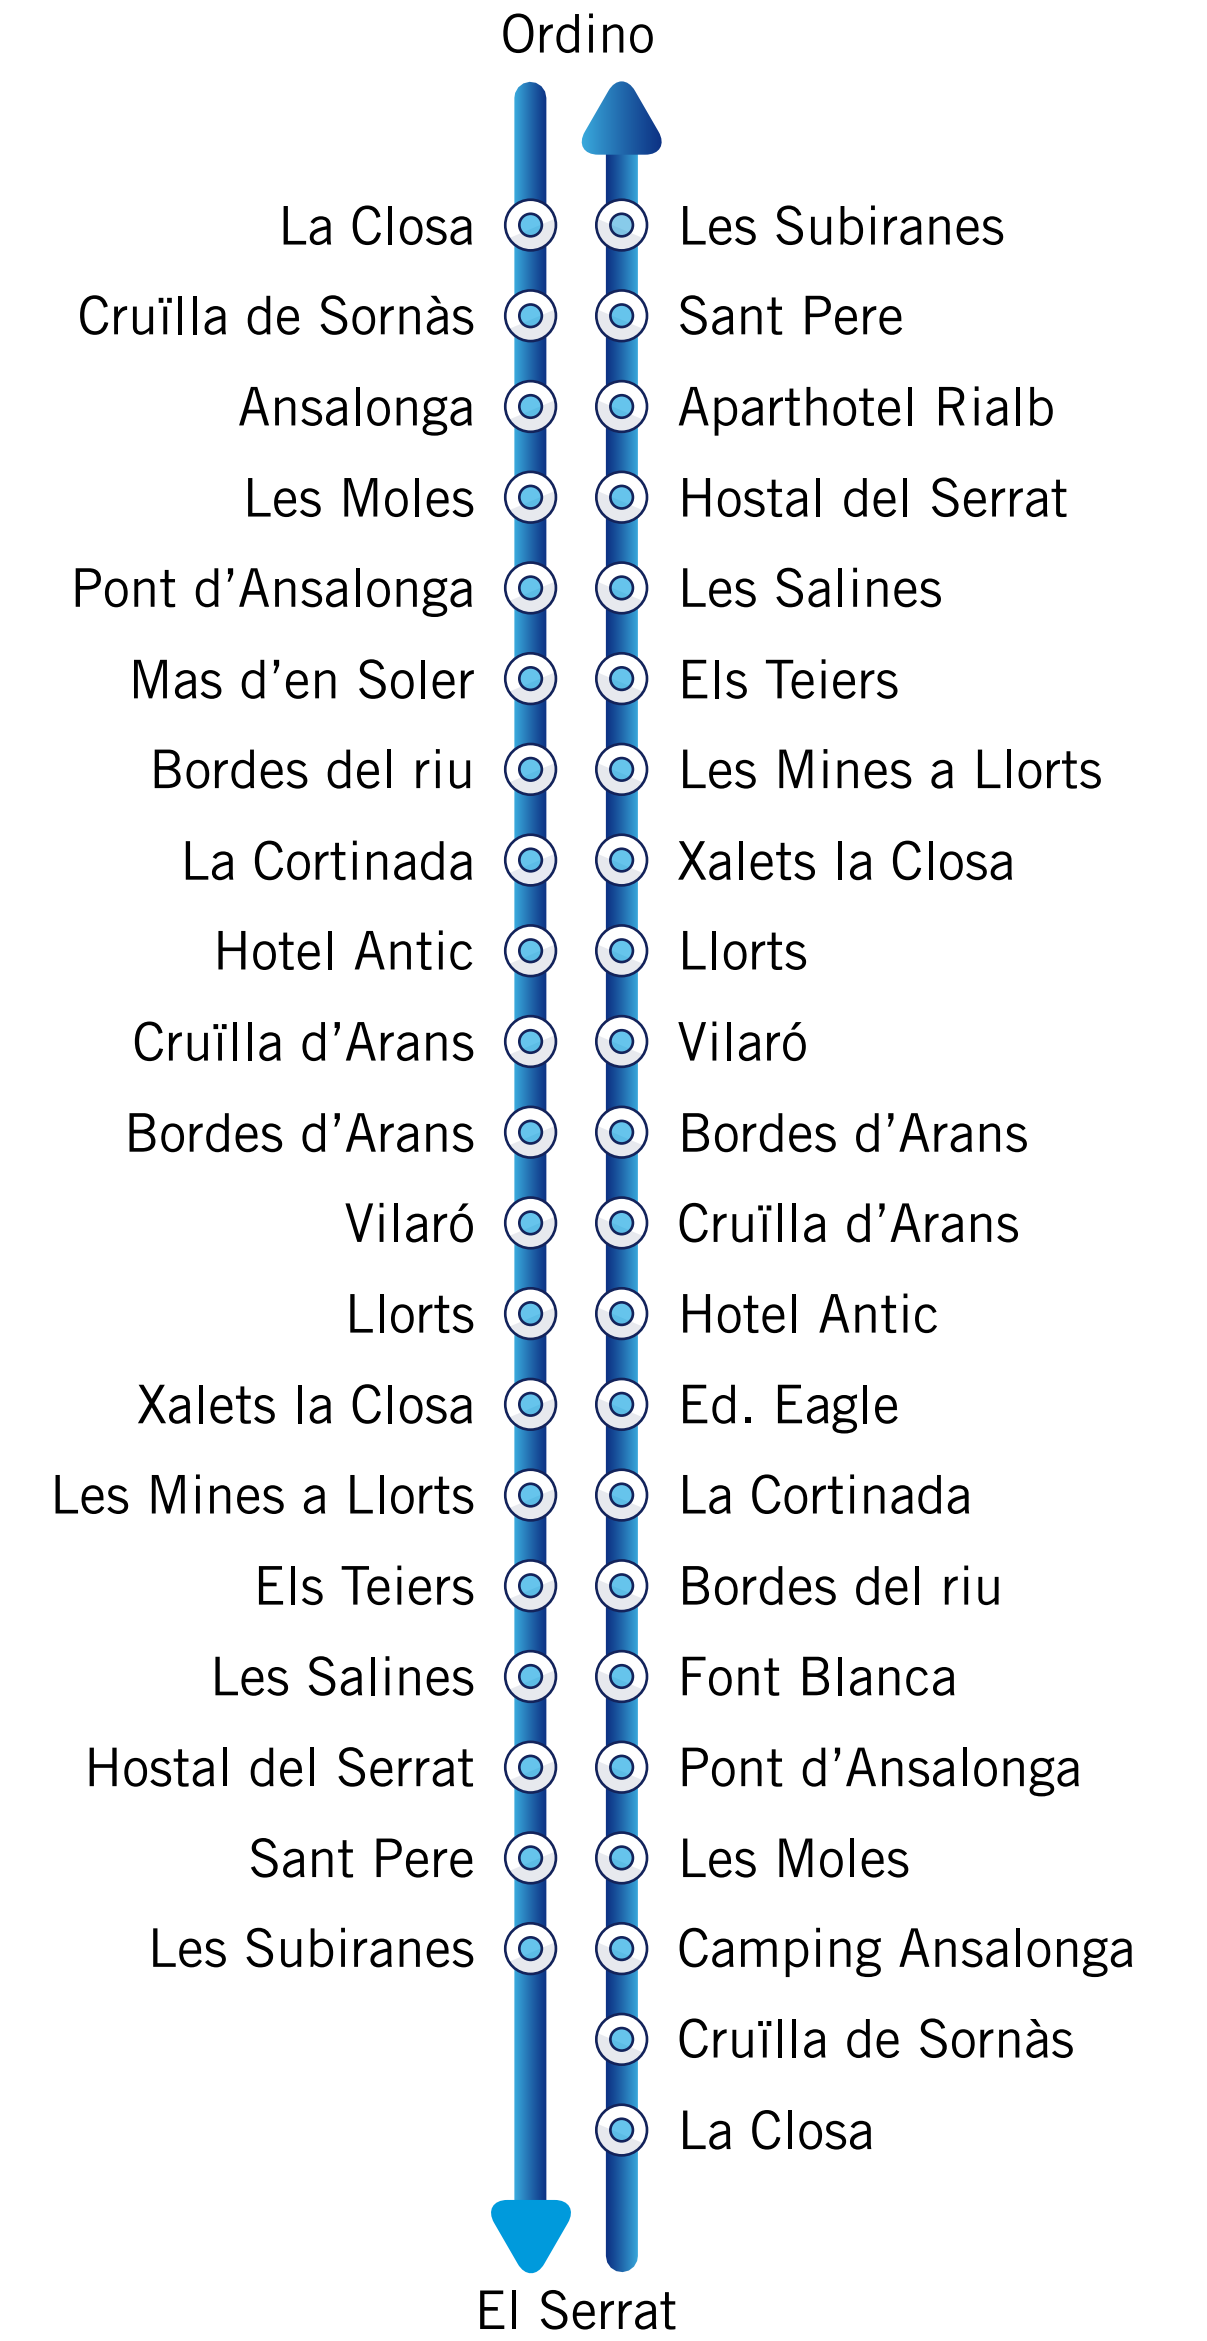 Ordino
La Closa
Cruïlla de Sornàs
Ansalonga
Les Moles
Pont d’Ansalonga
Mas d’en Soler
Bordes del riu
La Cortinada
Hotel Antic
Cruïlla d’Arans
Bordes d’Arans
Vilaró
Llorts
Xalets la Closa
Les Mines a Llorts
Els Teiers
Les Salines
Hostal del Serrat
Sant Pere
Les Subiranes
Les Subiranes
Sant Pere
Aparthotel Rialb
Hostal del Serrat
Les Salines
Els Teiers
Les Mines a Llorts
Xalets la Closa
Llorts
Vilaró
Bordes d’Arans
Cruïlla d’Arans
Hotel Antic
Ed. Eagle
La Cortinada
Bordes del riu
Font Blanca
Pont d’Ansalonga
Les Moles
Camping Ansalonga
Cruïlla de Sornàs
La Closa
El Serrat